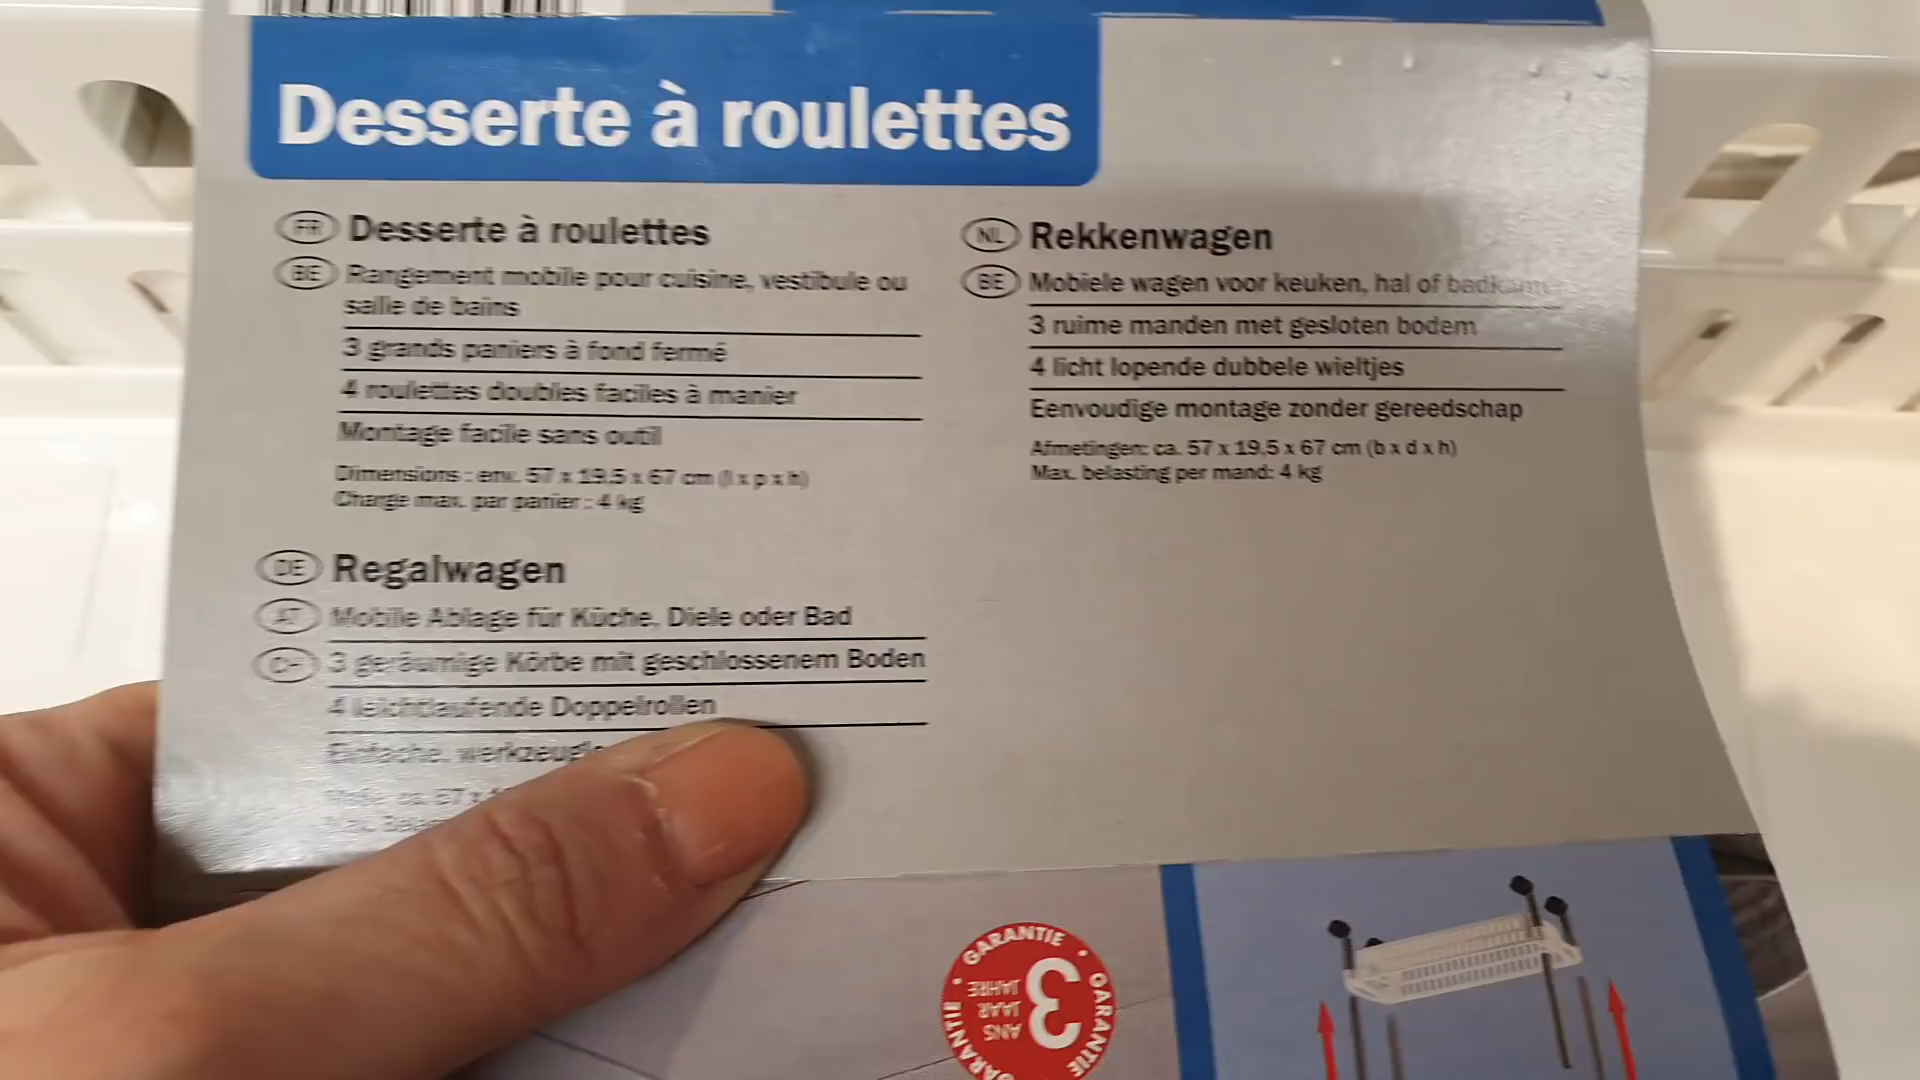 Desserte à roulettes
FR Desserte à roulettes
BE Rangement mobile pour cuisine, vestibule ou
salle de bains
3 grands paniers à fond fermé
4 roulettes doubles faciles à manier
Montage facile sans outil
Dimensions : env. 57 x 19,5 x 67 cm (l x p x h)
Charge max. par panier : 4 kg
NL Rekkenwagen
BE Mobiele wagen voor keuken, hal of
3 ruime manden met gesloten bodem
4 licht lopende dubbele wieltjes
Eenvoudige montage zonder gereedschap
Afmetingen: ca. 57 x 19,5 x 67 cm (b x d x h)
Max. belasting per mand: 4 kg
DE Regalwagen
AT Mobile Ablage für Küche, Diele oder Bad
CH 3 geräumige Körbe mit geschlossenem Boden
4 leichtlaufende Doppelrollen
Einfache,
GARANTIE • GARANTIE • GARANTIE
3
ANS
JAAR
JAHRE